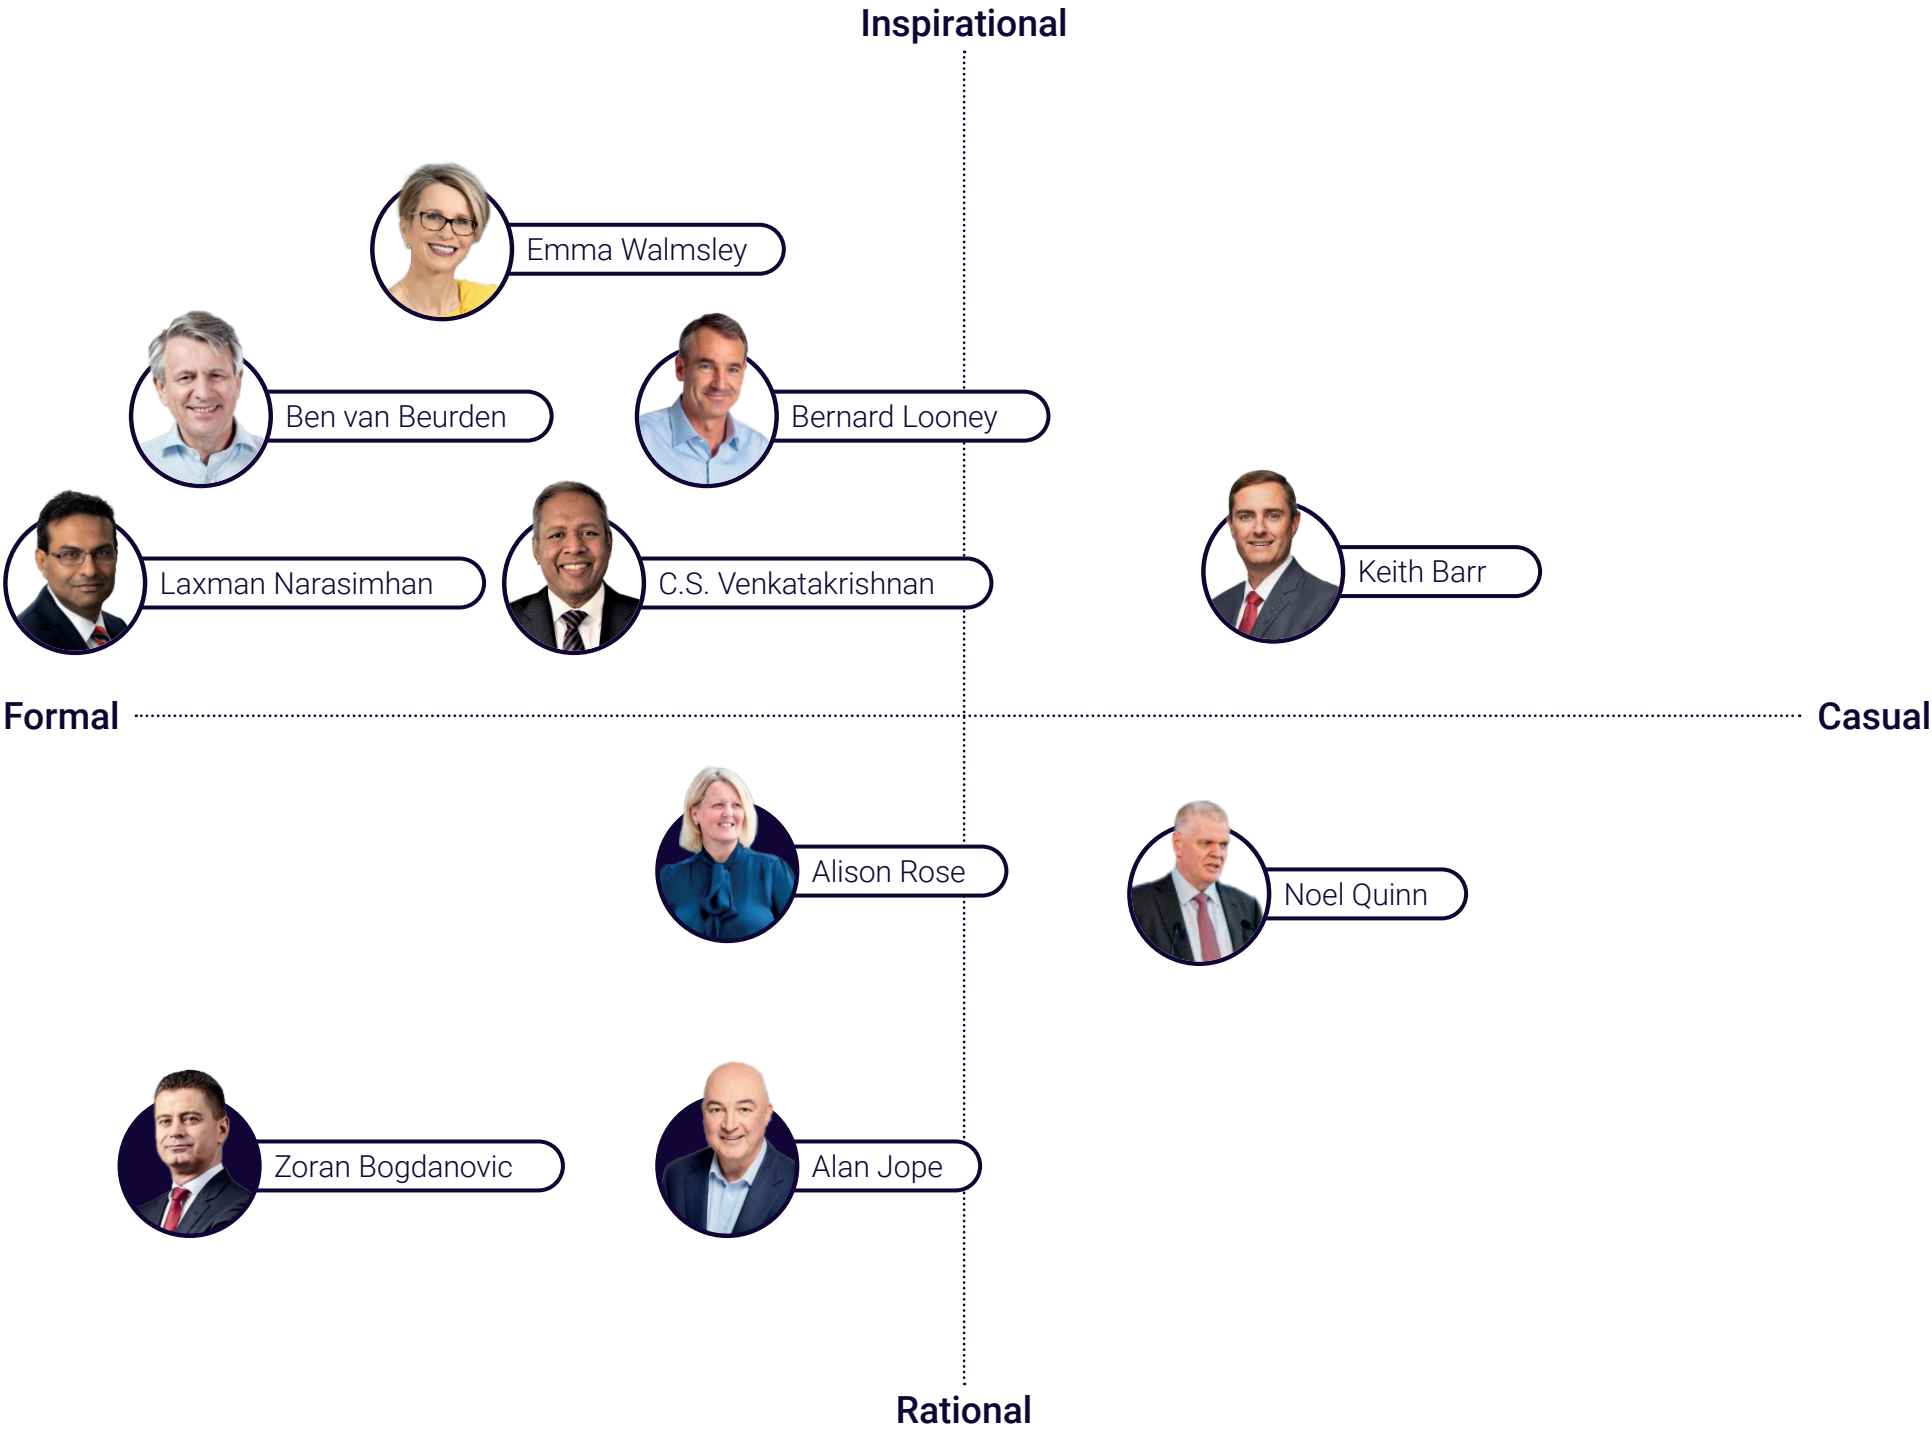 Inspirational
Emma Walmsley
Ben van Beurden
Bernard Looney
Laxman Narasimhan
C.S. Venkatakrishnan
Keith Barr
Formal
Casual
Alison Rose
Noel Quinn
Zoran Bogdanovic
Alan Jope
Rational